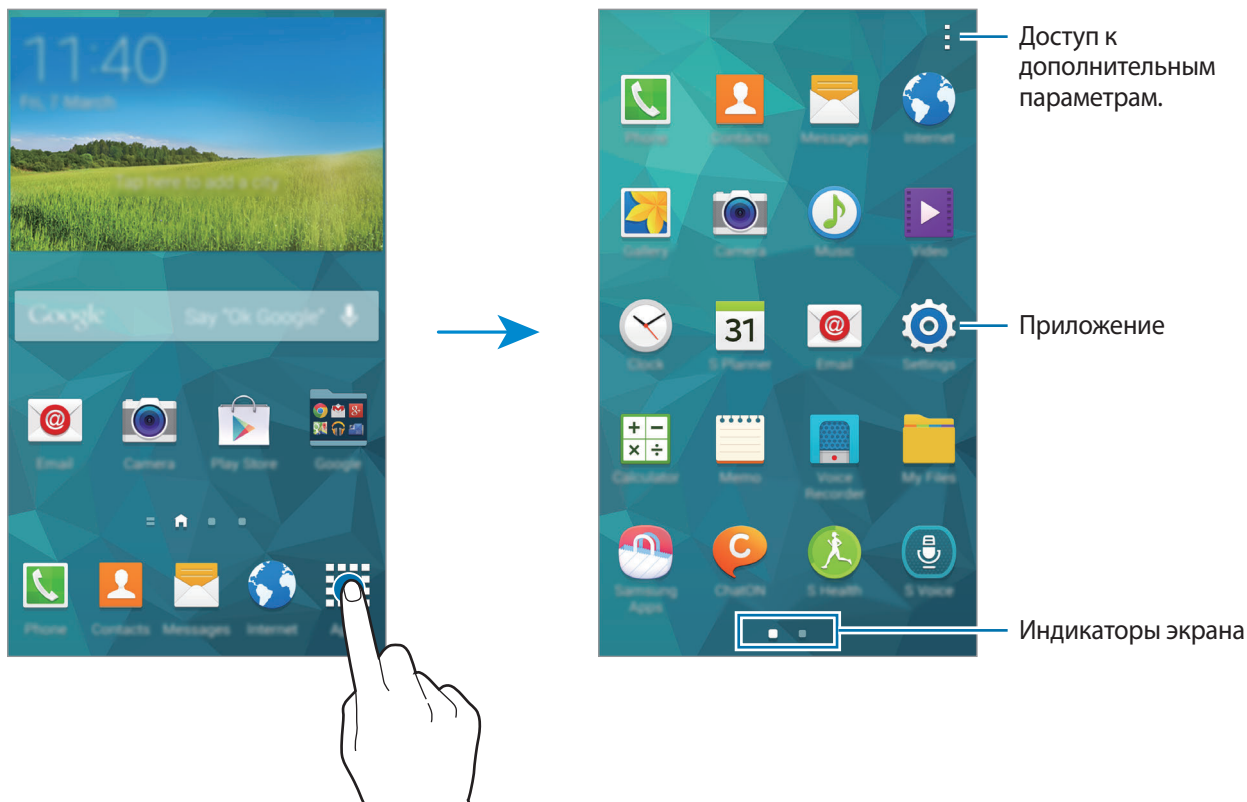 11:40
Fri, 7 March
Tap here to add a city
Google Say "Ok Google"
Email Camera Play Store Google
Phone Contacts Messages Internet
Доступ к
дополнительным
параметрам.
Phone Contacts Messages Internet
Gallery Camera Music Video
31
Clock S Planner Email Settings
Приложение
Calculator Memo Voice
Recorder My Files
C
Samsung
Apps ChatON S Health S Voice
Индикаторы экрана